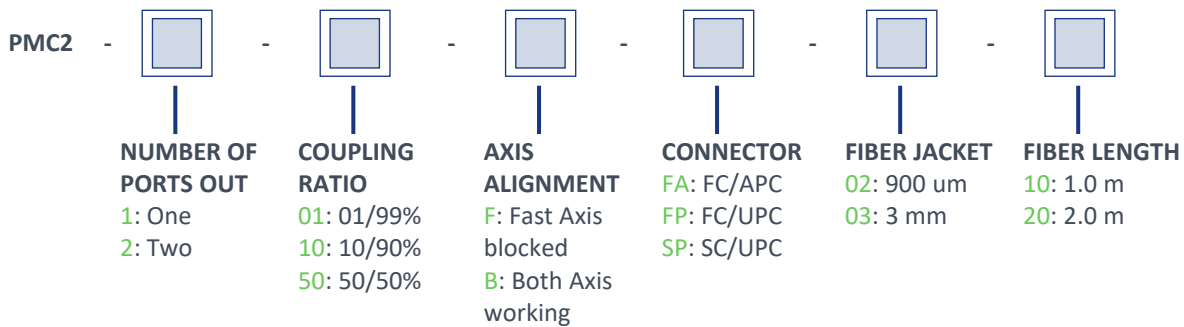 PMC2 - - - - - -
NUMBER OF
PORTS OUT
1: One
2: Two
COUPLING
RATIO
01: 01/99%
10: 10/90%
50: 50/50%
AXIS
ALIGNMENT
F: Fast Axis
blocked
B: Both Axis
working
CONNECTOR
FA: FC/APC
FP: FC/UPC
SP: SC/UPC
FIBER JACKET
02: 900 um
03: 3 mm
FIBER LENGTH
10: 1.0 m
20: 2.0 m